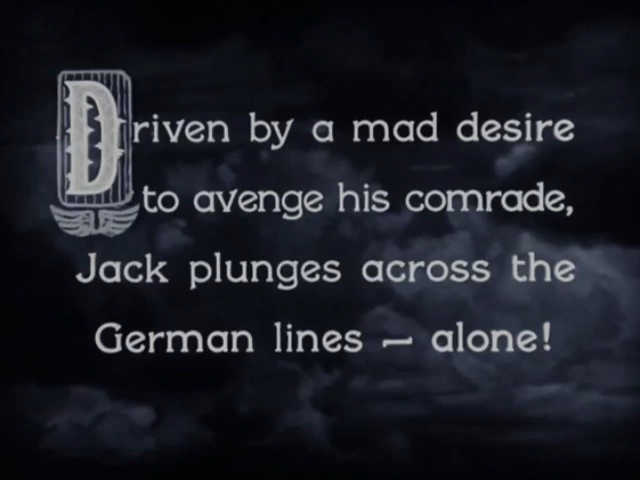 Driven by a mad desire
to avenge his comrade,
Jack plunges across the
German lines — alone!